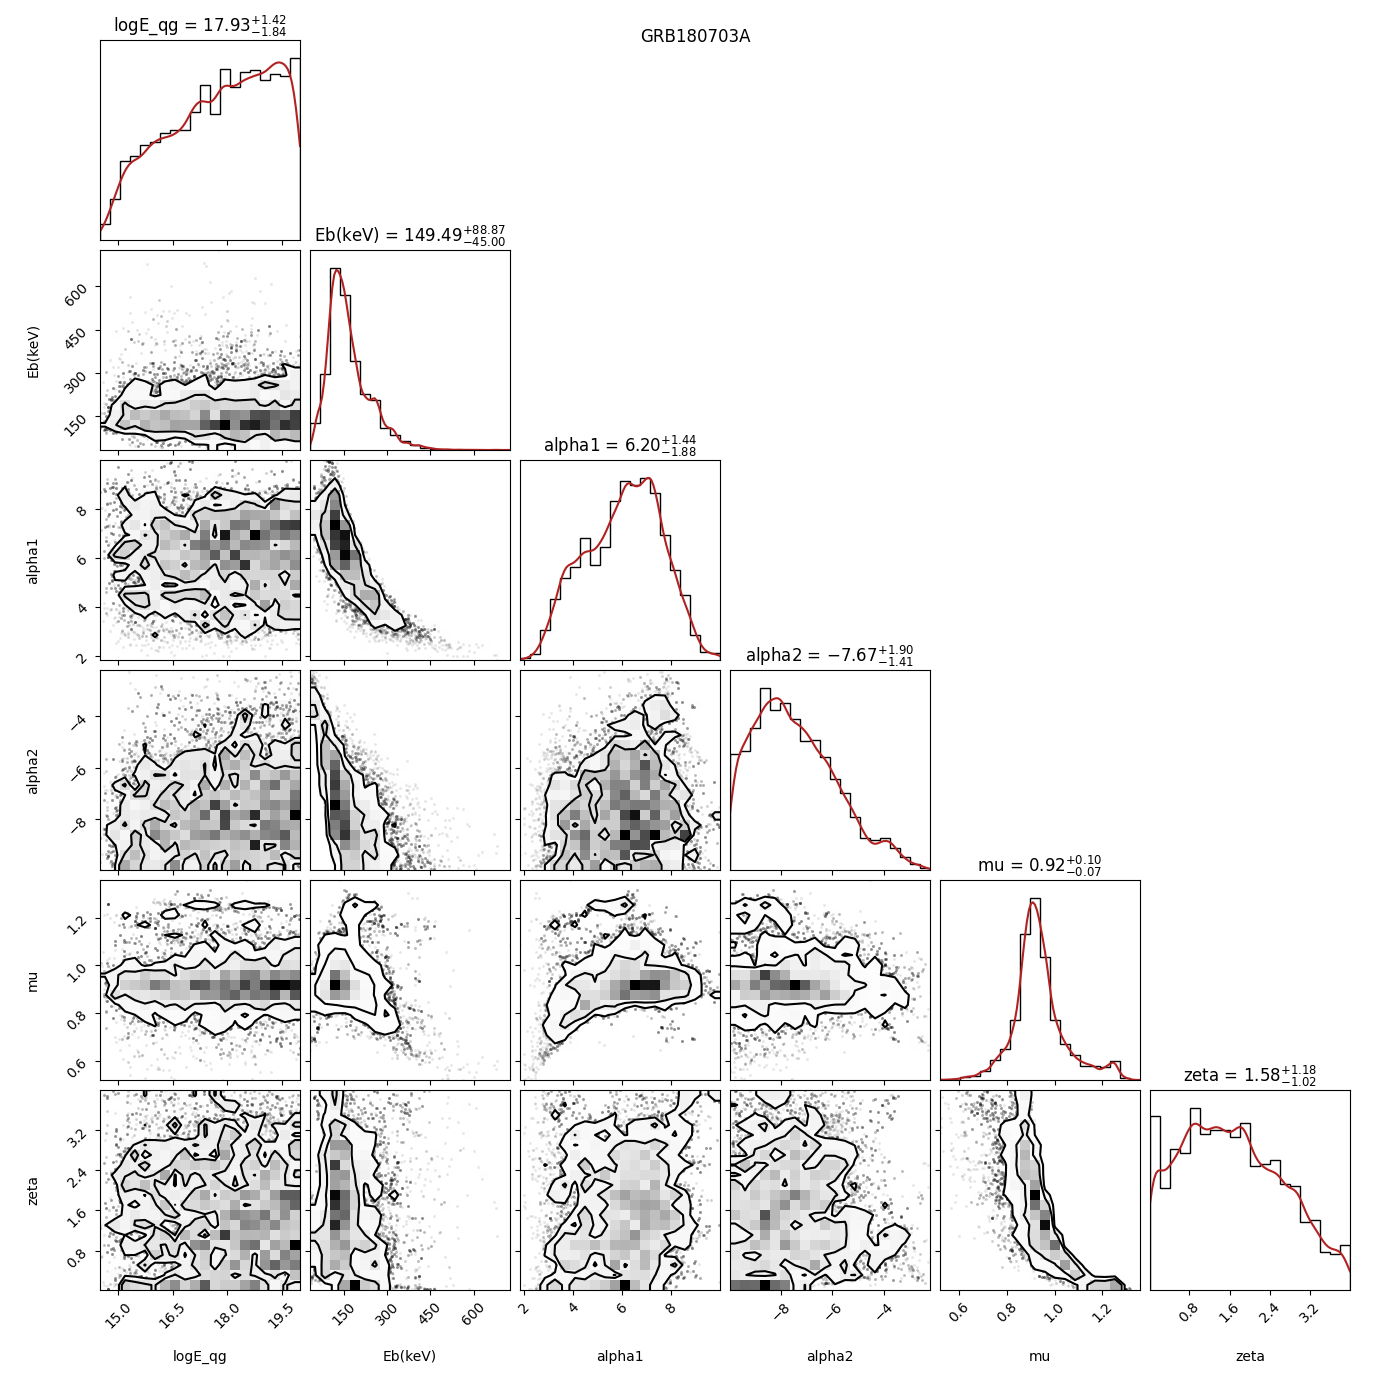 GRB180703A
logE_qg = 17.93^{+1.42}_{−1.84}
Eb(keV) = 149.49^{+88.87}_{−45.00}
600
450
300
150
Eb(keV)
alpha1 = 6.20^{+1.44}_{−1.88}
8
6
4
2
alpha1
alpha2 = −7.67^{+1.90}_{−1.41}
−4
−6
−8
alpha2
mu = 0.92^{+0.10}_{−0.07}
1.2
1.0
0.8
0.6
mu
zeta = 1.58^{+1.18}_{−1.02}
3.2
2.4
1.6
0.8
zeta
15.0 16.5 18.0 19.5 150 300 450 600 2 4 6 8 −8 −6 −4 0.6 0.8 1.0 1.2 0.8 1.6 2.4 3.2
logE_qg Eb(keV) alpha1 alpha2 mu zeta